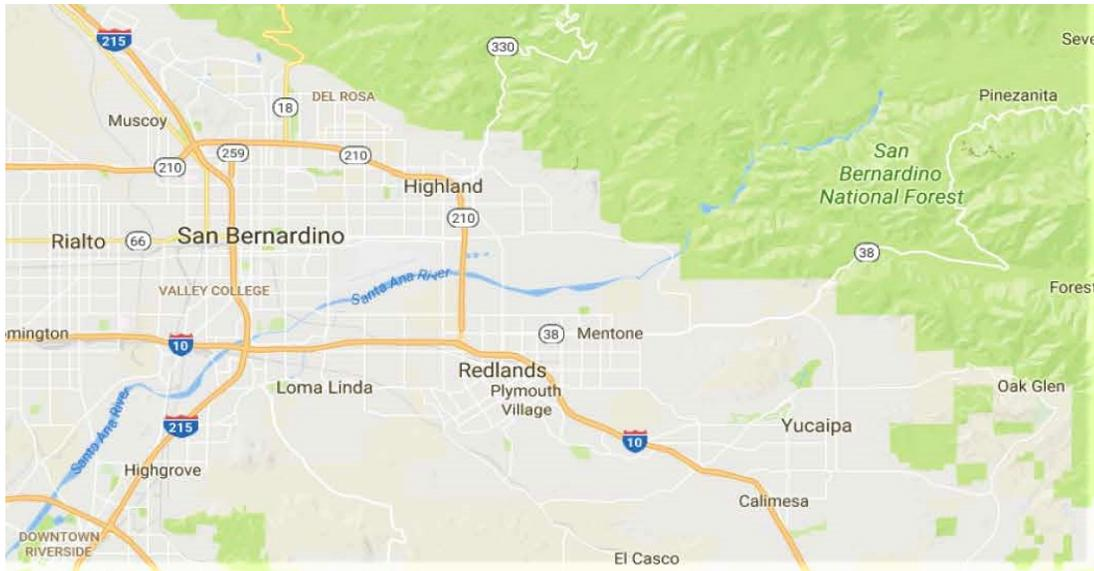 215
330
Seve
18
DEL ROSA
Pinezanita
Muscoy
210
259
210
San
Bernardino
National Forest
Highland
210
Rialto
66
San Bernardino
38
Santa Ana River
VALLEY COLLEGE
Forest
omington
10
38
Mentone
Redlands
Loma Linda
Plymouth
Village
Oak Glen
215
Yucaipa
10
Santa Ana River
Highgrove
Calimesa
DOWNTOWN
RIVERSIDE
El Casco